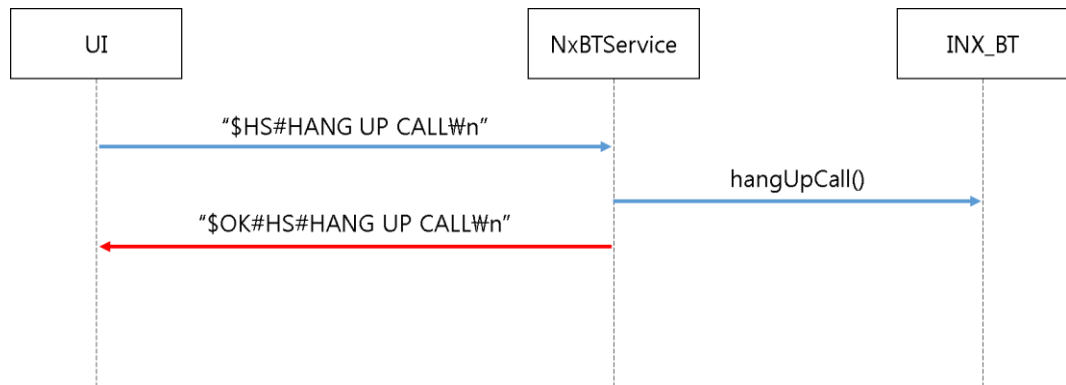 UI
NxBTService
INX_BT
“$HS#HANG UP CALL₩n”
hangUpCall()
“$OK#HS#HANG UP CALL₩n”